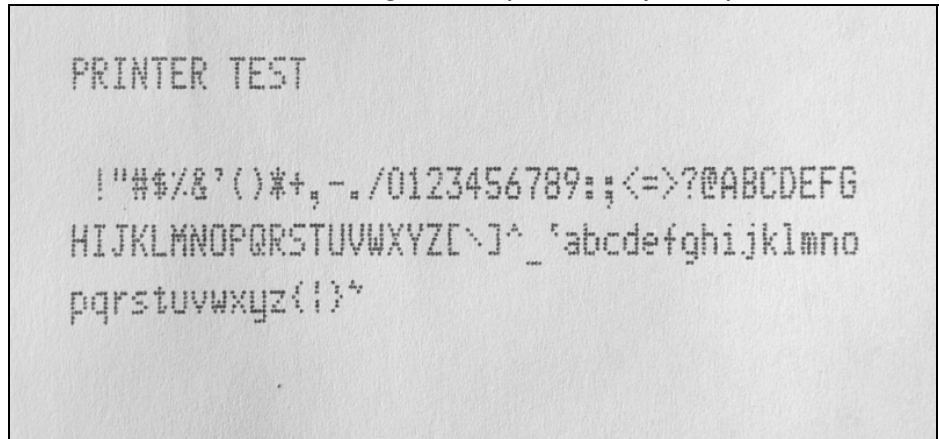 PRINTER TEST
!"#$%&'()*+,-./0123456789:;<=>?@ABCDEFG
HIJKLMNOPQRSTUVWXYZ[\]^_`abcdefghijklmno
pqrstuvwxyz{|}~